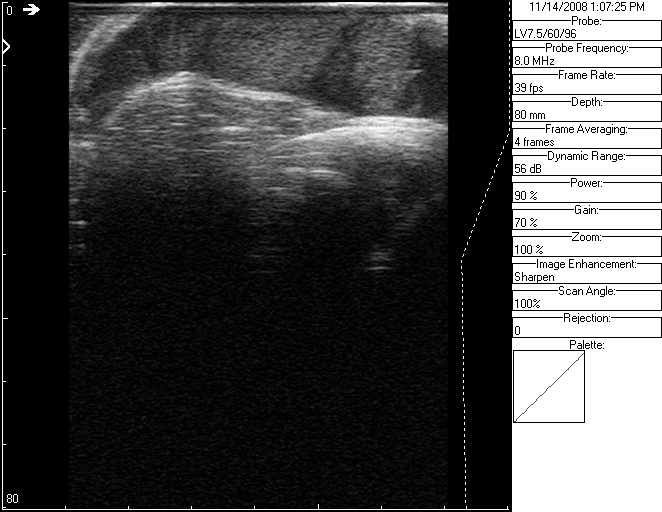 0
80
11/14/2008 1:07:25 PM
Probe:
LV7.5/60/96
Probe Frequency:
8.0 MHz
Frame Rate:
39 fps
Depth:
80 mm
Frame Averaging:
4 frames
Dynamic Range:
56 dB
Power:
90 %
Gain:
70 %
Zoom:
100 %
Image Enhancement:
Sharpen
Scan Angle:
100%
Rejection:
0
Palette: